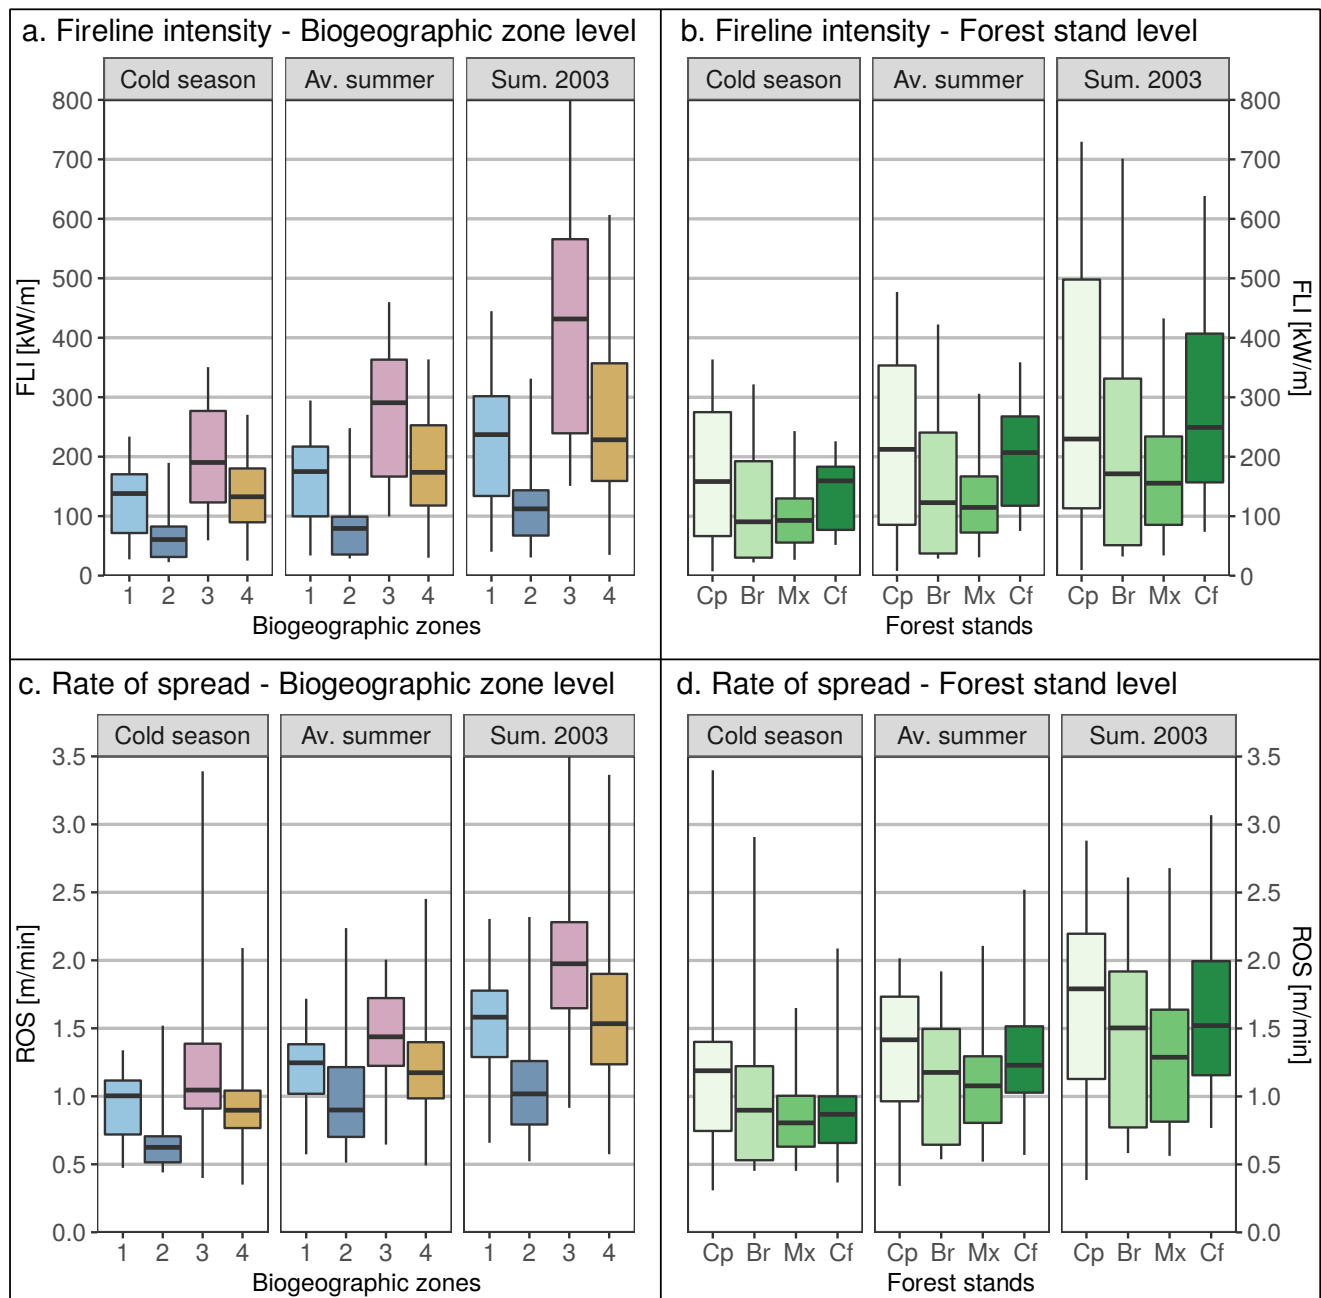 a. Fireline intensity - Biogeographic zone level
Cold season Av. summer Sum. 2003
800
700
600
500
400
300
200
100
0
FLI [kW/m]
1 2 3 4 1 2 3 4 1 2 3 4
Biogeographic zones
b. Fireline intensity - Forest stand level
Cold season Av. summer Sum. 2003
800
700
600
500
400
300
200
100
0
FLI [kW/m]
Cp Br Mx Cf Cp Br Mx Cf Cp Br Mx Cf
Forest stands
c. Rate of spread - Biogeographic zone level
Cold season Av. summer Sum. 2003
3.5
3.0
2.5
2.0
1.5
1.0
0.5
0.0
ROS [m/min]
1 2 3 4 1 2 3 4 1 2 3 4
Biogeographic zones
d. Rate of spread - Forest stand level
Cold season Av. summer Sum. 2003
3.5
3.0
2.5
2.0
1.5
1.0
0.5
0.0
ROS [m/min]
Cp Br Mx Cf Cp Br Mx Cf Cp Br Mx Cf
Forest stands